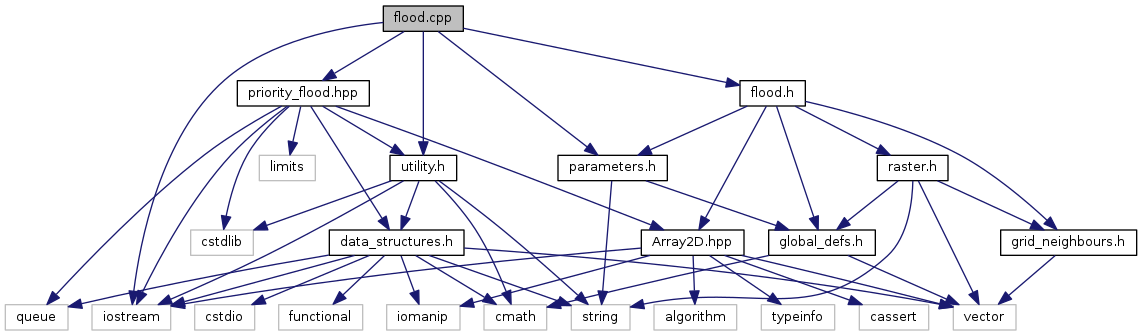 flood.cpp
priority_flood.hpp
flood.h
limits
utility.h
parameters.h
raster.h
cstdlib
data_structures.h
Array2D.hpp
global_defs.h
grid_neighbours.h
queue
iostream
cstdio
functional
iomanip
cmath
string
algorithm
typeinfo
cassert
vector